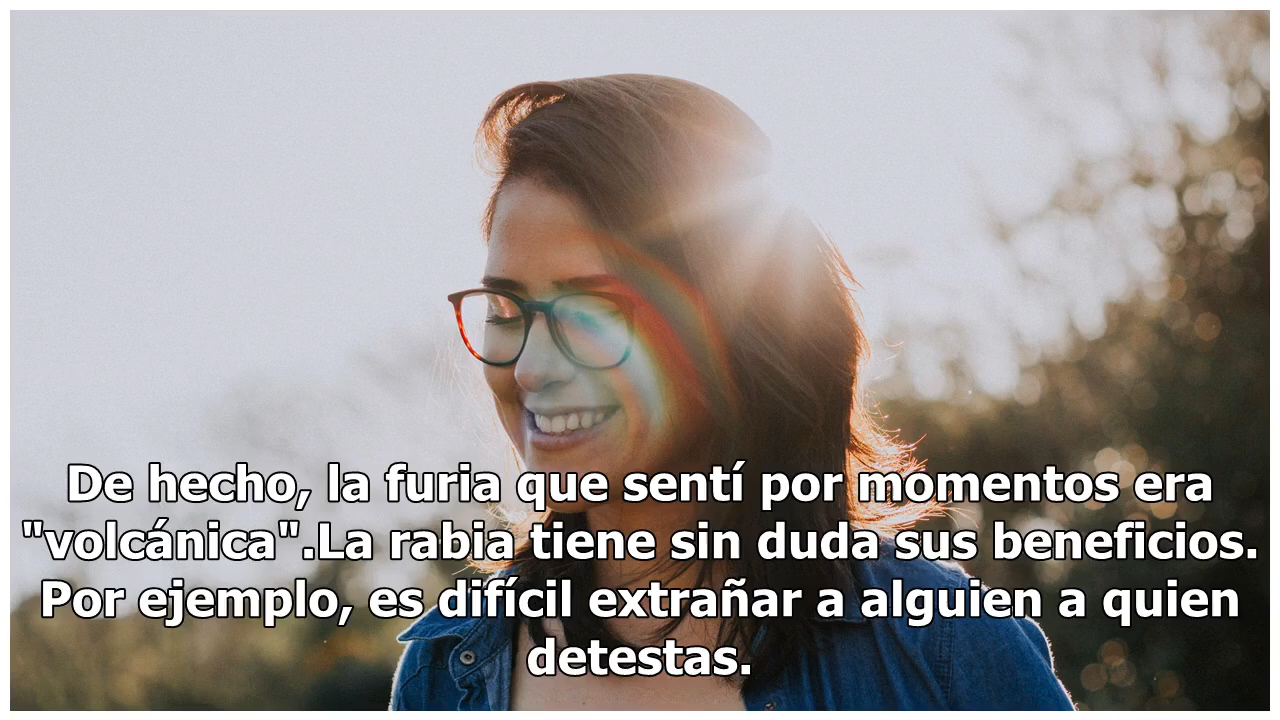 De hecho, la furia que sentí por momentos era
"volcánica".La rabia tiene sin duda sus beneficios.
Por ejemplo, es difícil extrañar a alguien a quien
detestas.